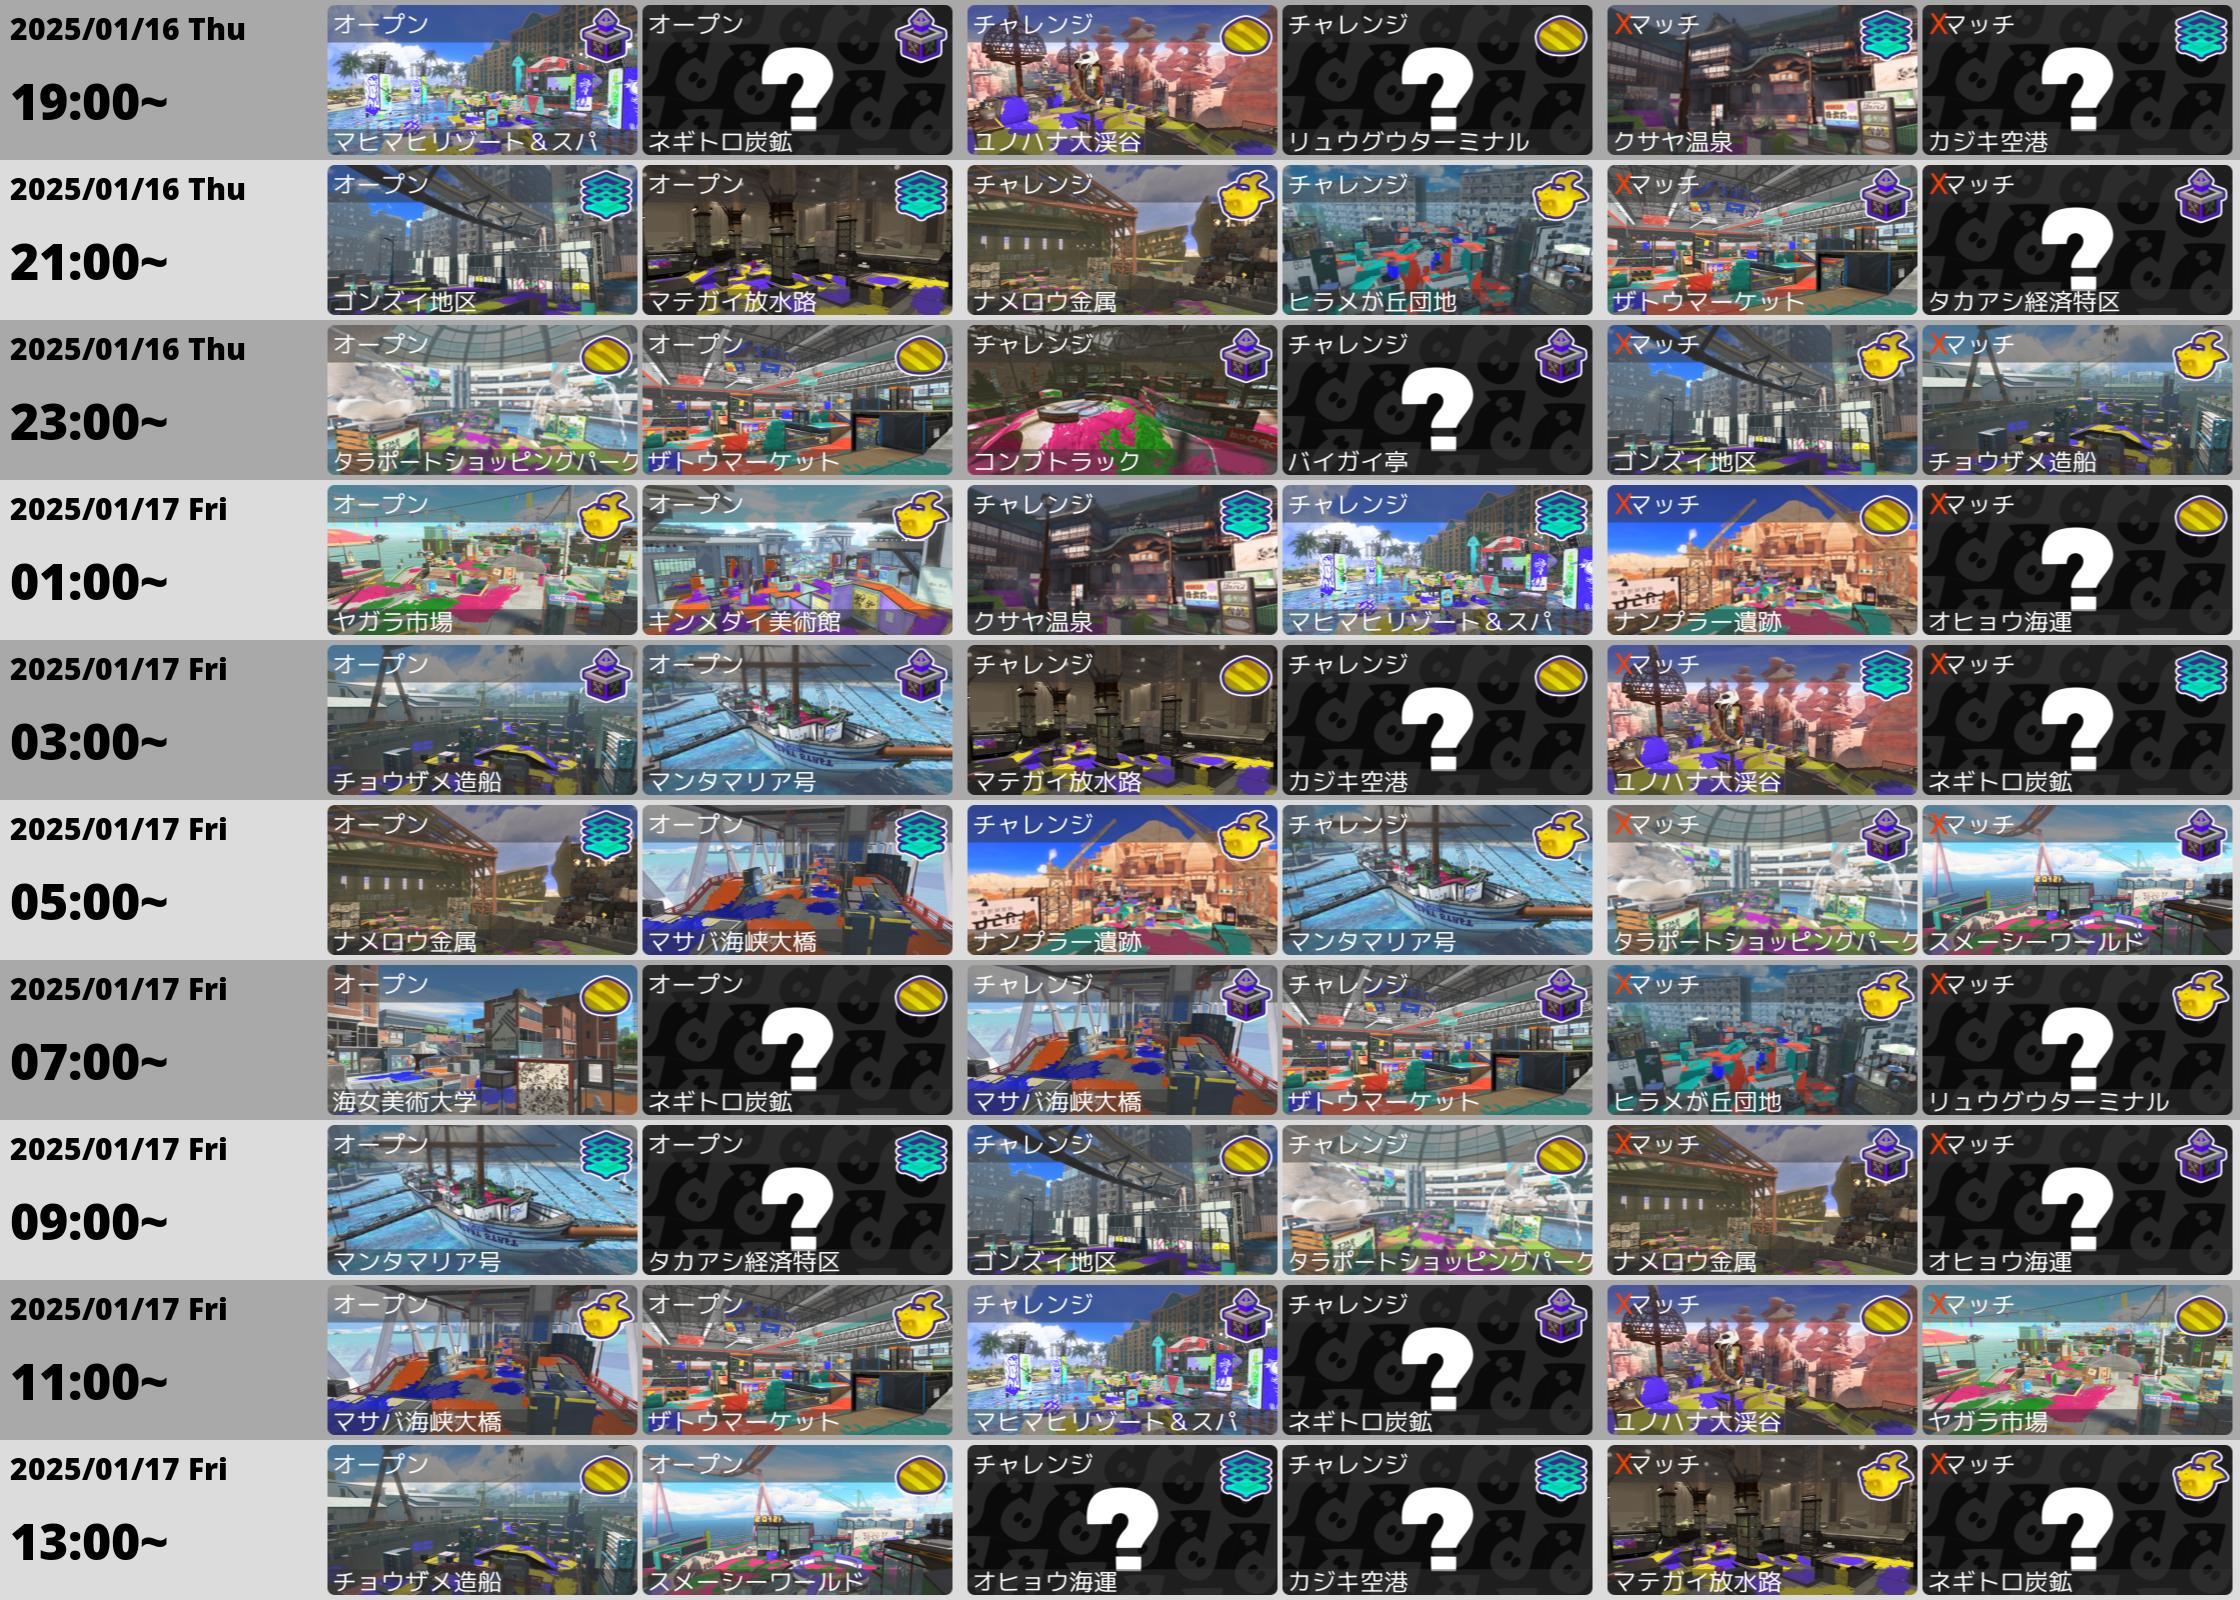 2025/01/16 Thu
19:00~
オープン
マヒマヒリゾート＆スパ
オープン
?
ネギトロ炭鉱
チャレンジ
ユノハナ大渓谷
チャレンジ
?
リュウグウターミナル
Xマッチ
クサヤ温泉
Xマッチ
?
カジキ空港
2025/01/16 Thu
21:00~
オープン
ゴンズイ地区
オープン
マテガイ放水路
チャレンジ
ナメロウ金属
チャレンジ
ヒラメが丘団地
Xマッチ
ザトウマーケット
Xマッチ
?
タカアシ経済特区
2025/01/16 Thu
23:00~
オープン
タラポートショッピングパーク
オープン
ザトウマーケット
チャレンジ
コンブトラック
チャレンジ
?
バイガイ亭
Xマッチ
ゴンズイ地区
Xマッチ
チョウザメ造船
2025/01/17 Fri
01:00~
オープン
ヤガラ市場
オープン
キンメダイ美術館
チャレンジ
クサヤ温泉
チャレンジ
マヒマヒリゾート＆スパ
Xマッチ
ナンプラー遺跡
Xマッチ
?
オヒョウ海運
2025/01/17 Fri
03:00~
オープン
チョウザメ造船
オープン
マンタマリア号
チャレンジ
マテガイ放水路
チャレンジ
?
カジキ空港
Xマッチ
ユノハナ大渓谷
Xマッチ
?
ネギトロ炭鉱
2025/01/17 Fri
05:00~
オープン
ナメロウ金属
オープン
マサバ海峡大橋
チャレンジ
ナンプラー遺跡
チャレンジ
マンタマリア号
Xマッチ
タラポートショッピングパーク
Xマッチ
スメーシーワールド
2025/01/17 Fri
07:00~
オープン
海女美術大学
オープン
?
ネギトロ炭鉱
チャレンジ
マサバ海峡大橋
チャレンジ
ザトウマーケット
Xマッチ
ヒラメが丘団地
Xマッチ
?
リュウグウターミナル
2025/01/17 Fri
09:00~
オープン
マンタマリア号
オープン
?
タカアシ経済特区
チャレンジ
ゴンズイ地区
チャレンジ
タラポートショッピングパーク
Xマッチ
ナメロウ金属
Xマッチ
?
オヒョウ海運
2025/01/17 Fri
11:00~
オープン
マサバ海峡大橋
オープン
ザトウマーケット
チャレンジ
マヒマヒリゾート＆スパ
チャレンジ
?
ネギトロ炭鉱
Xマッチ
ユノハナ大渓谷
Xマッチ
ヤガラ市場
2025/01/17 Fri
13:00~
オープン
チョウザメ造船
オープン
スメーシーワールド
チャレンジ
?
オヒョウ海運
チャレンジ
?
カジキ空港
Xマッチ
マテガイ放水路
Xマッチ
?
ネギトロ炭鉱